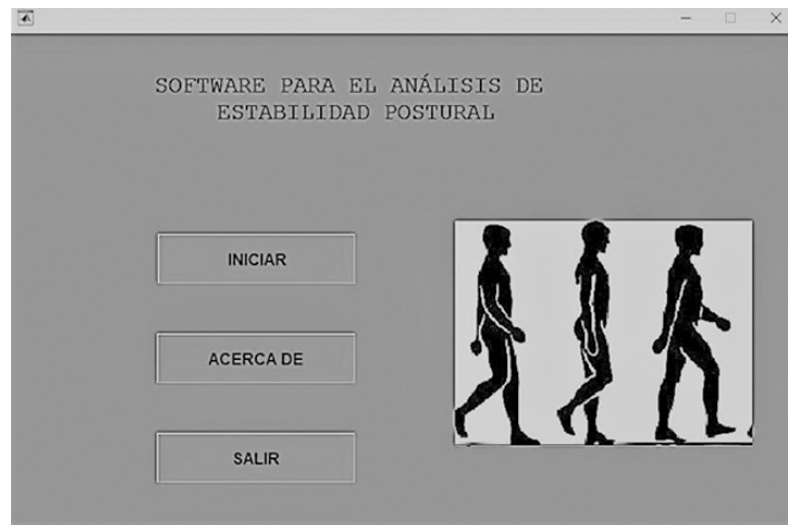 SOFTWARE PARA EL ANÁLISIS DE
ESTABILIDAD POSTURAL
INICIAR
ACERCA DE
SALIR